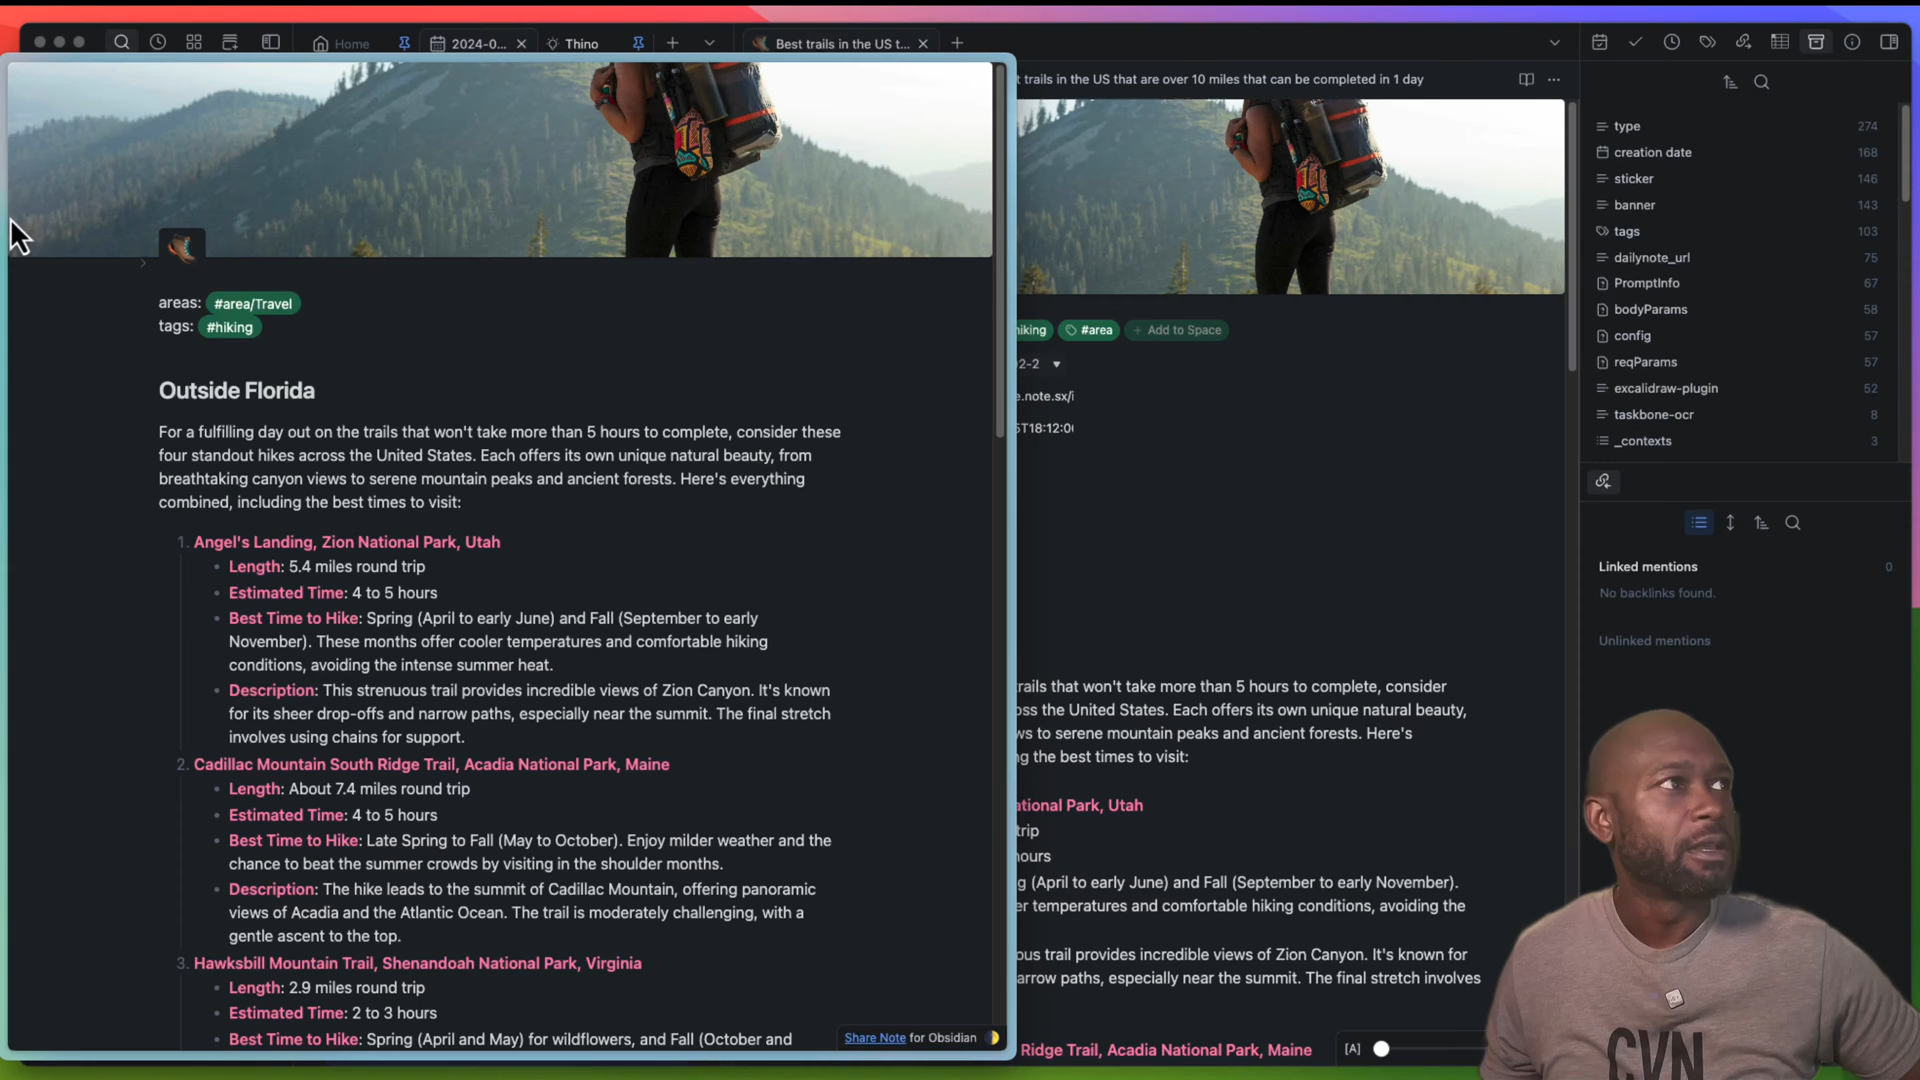 Home
2024-0...
Thino
Best trails in the US t...
areas: #area/Travel
tags: #hiking
Outside Florida
For a fulfilling day out on the trails that won't take more than 5 hours to complete, consider these
four standout hikes across the United States. Each offers its own unique natural beauty, from
breathtaking canyon views to serene mountain peaks and ancient forests. Here's everything
combined, including the best times to visit:
1. Angel's Landing, Zion National Park, Utah
Length: 5.4 miles round trip
Estimated Time: 4 to 5 hours
Best Time to Hike: Spring (April to early June) and Fall (September to early
November). These months offer cooler temperatures and comfortable hiking
conditions, avoiding the intense summer heat.
Description: This strenuous trail provides incredible views of Zion Canyon. It's known
for its sheer drop-offs and narrow paths, especially near the summit. The final stretch
involves using chains for support.
2. Cadillac Mountain South Ridge Trail, Acadia National Park, Maine
Length: About 7.4 miles round trip
Estimated Time: 4 to 5 hours
Best Time to Hike: Late Spring to Fall (May to October). Enjoy milder weather and the
chance to beat the summer crowds by visiting in the shoulder months.
Description: The hike leads to the summit of Cadillac Mountain, offering panoramic
views of Acadia and the Atlantic Ocean. The trail is moderately challenging, with a
gentle ascent to the top.
3. Hawksbill Mountain Trail, Shenandoah National Park, Virginia
Length: 2.9 miles round trip
Estimated Time: 2 to 3 hours
Best Time to Hike: Spring (April and May) for wildflowers, and Fall (October and
Share Note for Obsidian
t trails in the US that are over 10 miles that can be completed in 1 day
hiking #area + Add to Space
02-2
e.note.sx/i
5T18:12:0
trails that won't take more than 5 hours to complete, consider
oss the United States. Each offers its own unique natural beauty,
ws to serene mountain peaks and ancient forests. Here's
ng the best times to visit:
ational Park, Utah
trip
hours
g (April to early June) and Fall (September to early November).
er temperatures and comfortable hiking conditions, avoiding the
ous trail provides incredible views of Zion Canyon. It's known for
arrow paths, especially near the summit. The final stretch involves
Ridge Trail, Acadia National Park, Maine
[A]
type 274
creation date 168
sticker 146
banner 143
tags 103
dailynote_url 75
PromptInfo 67
bodyParams 58
config 57
reqParams 57
excalidraw-plugin 52
taskbone-ocr 8
_contexts 3
Linked mentions 0
No backlinks found.
Unlinked mentions
CVN